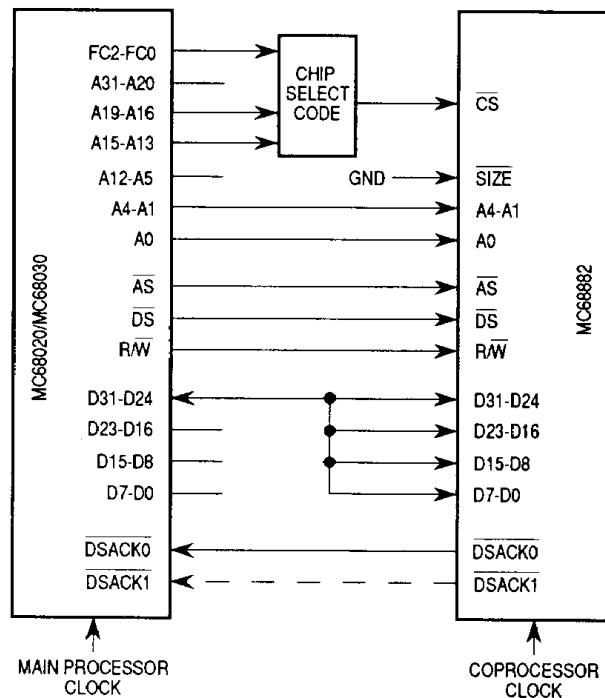 MC68020/MC68030
FC2-FC0
A31-A20
A19-A16
A15-A13
A12-A5
A4-A1
A0
AS
DS
R/W
D31-D24
D23-D16
D15-D8
D7-D0
DSACK0
DSACK1
CHIP
SELECT
CODE
GND
MC68882
CS
SIZE
A4-A1
A0
AS
DS
R/W
D31-D24
D23-D16
D15-D8
D7-D0
DSACK0
DSACK1
MAIN PROCESSOR
CLOCK
COPROCESSOR
CLOCK